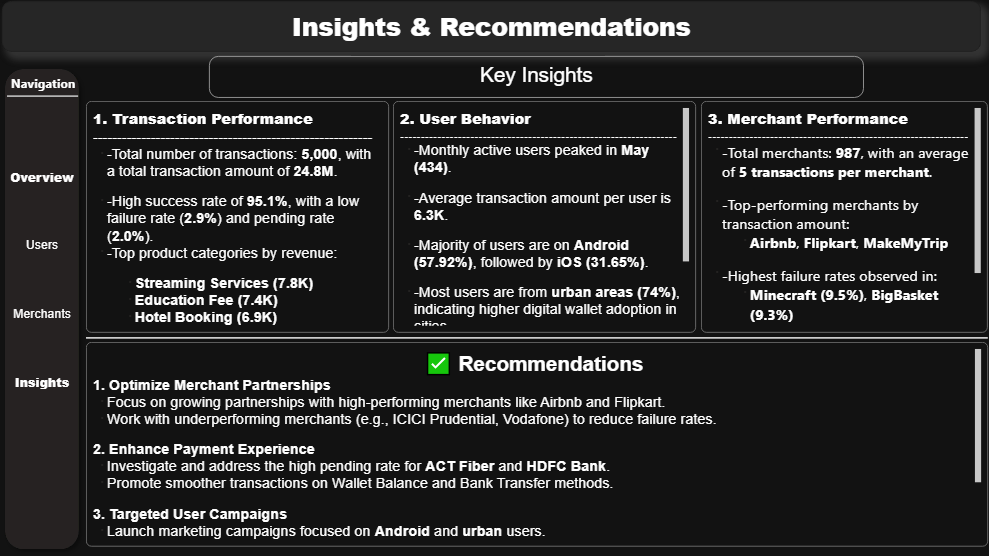 Insights & Recommendations
Navigation
Overview
Users
Merchants
Insights
Key Insights
1. Transaction Performance
-Total number of transactions: 5,000, with
a total transaction amount of 24.8M.
-High success rate of 95.1%, with a low
failure rate (2.9%) and pending rate
(2.0%).
-Top product categories by revenue:
Streaming Services (7.8K)
Education Fee (7.4K)
Hotel Booking (6.9K)
2. User Behavior
-Monthly active users peaked in May
(434).
-Average transaction amount per user is
6.3K.
-Majority of users are on Android
(57.92%), followed by iOS (31.65%).
-Most users are from urban areas (74%),
indicating higher digital wallet adoption in
cities.
3. Merchant Performance
-Total merchants: 987, with an average
of 5 transactions per merchant.
-Top-performing merchants by
transaction amount:
Airbnb, Flipkart, MakeMyTrip
-Highest failure rates observed in:
Minecraft (9.5%), BigBasket
(9.3%)
✅ Recommendations
1. Optimize Merchant Partnerships
Focus on growing partnerships with high-performing merchants like Airbnb and Flipkart.
Work with underperforming merchants (e.g., ICICI Prudential, Vodafone) to reduce failure rates.
2. Enhance Payment Experience
Investigate and address the high pending rate for ACT Fiber and HDFC Bank.
Promote smoother transactions on Wallet Balance and Bank Transfer methods.
3. Targeted User Campaigns
Launch marketing campaigns focused on Android and urban users.